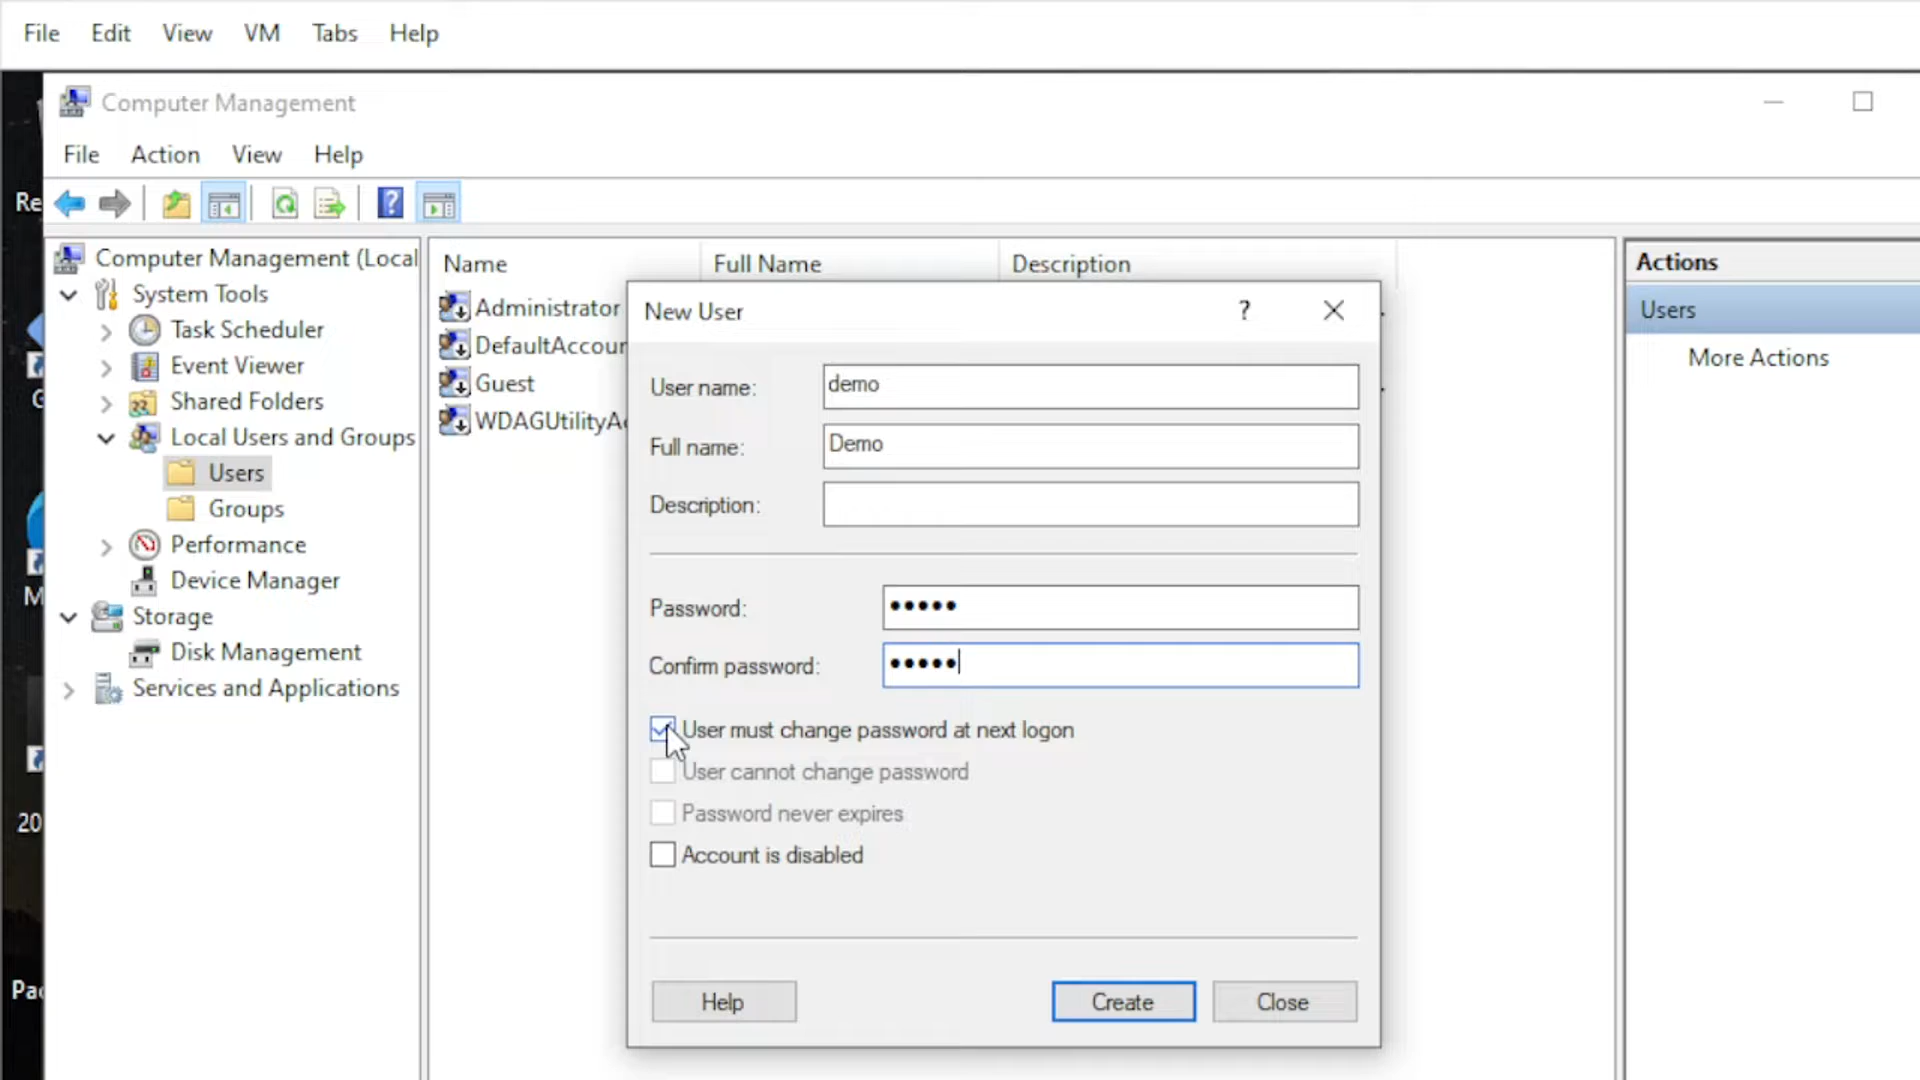 File Edit View VM Tabs Help
Computer Management
File Action View Help
Re
Computer Management (Local
System Tools
Task Scheduler
Event Viewer
Shared Folders
Local Users and Groups
Users
Groups
Performance
Device Manager
Storage
Disk Management
Services and Applications
Name Full Name Description
Administrator
DefaultAccour
Guest
WDAGUtilityAc
New User
User name: demo
Full name: Demo
Description:
Password: •••••
Confirm password: •••••
User must change password at next logon
User cannot change password
Password never expires
Account is disabled
Help Create Close
Actions
Users
More Actions
G
M
20
Pac